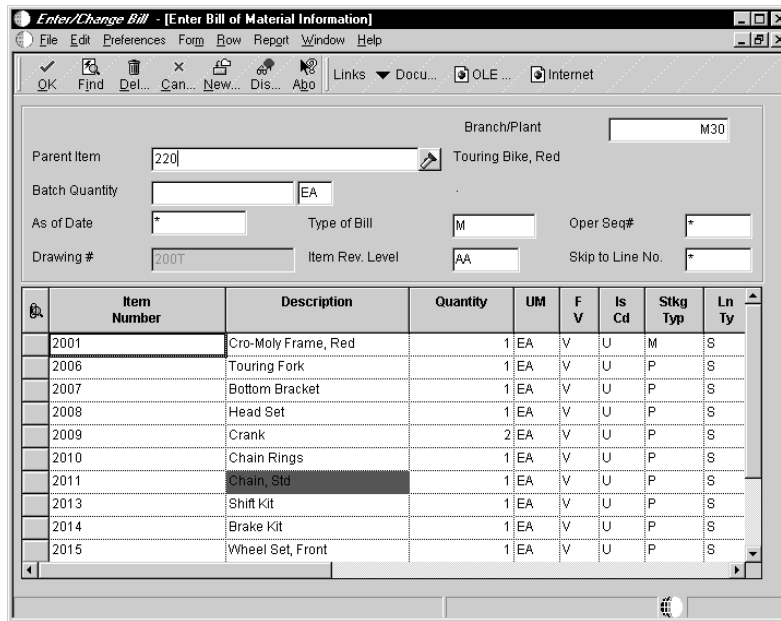 Enter/Change Bill - [Enter Bill of Material Information]
File Edit Preferences Form Row Report Window Help
OK Find Del... Can... New... Dis... Abo Links Docu... OLE ... Internet
Branch/Plant M30
Parent Item 220 Touring Bike, Red
Batch Quantity EA .
As of Date * Type of Bill M Oper Seq# *
Drawing # 200T Item Rev. Level AA Skip to Line No. *
Item Number Description Quantity UM F V Is Cd Stkg Typ Ln Ty
2001 Cro-Moly Frame, Red 1 EA V U M S
2006 Touring Fork 1 EA V U P S
2007 Bottom Bracket 1 EA V U P S
2008 Head Set 1 EA V U P S
2009 Crank 2 EA V U P S
2010 Chain Rings 1 EA V U P S
2011 Chain, Std 1 EA V U P S
2013 Shift Kit 1 EA V U P S
2014 Brake Kit 1 EA V U P S
2015 Wheel Set, Front 1 EA V U P S